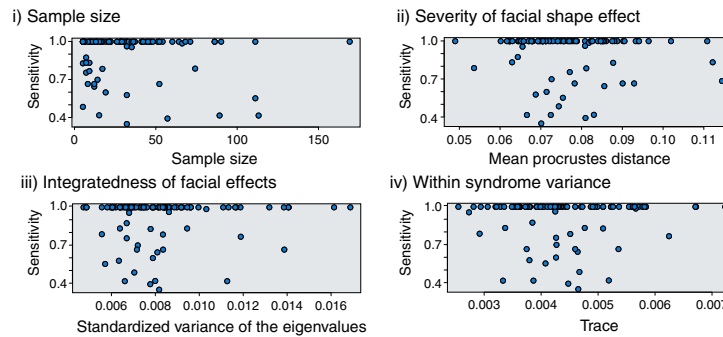 i) Sample size
Sensitivity
1.0
0.7
0.4
0 50 100 150
Sample size
ii) Severity of facial shape effect
Sensitivity
1.0
0.7
0.4
0.05 0.06 0.07 0.08 0.09 0.10 0.11
Mean procrustes distance
iii) Integratedness of facial effects
Sensitivity
1.0
0.7
0.4
0.006 0.008 0.010 0.012 0.014 0.016
Standardized variance of the eigenvalues
iv) Within syndrome variance
Sensitivity
1.0
0.7
0.4
0.003 0.004 0.005 0.006 0.007
Trace